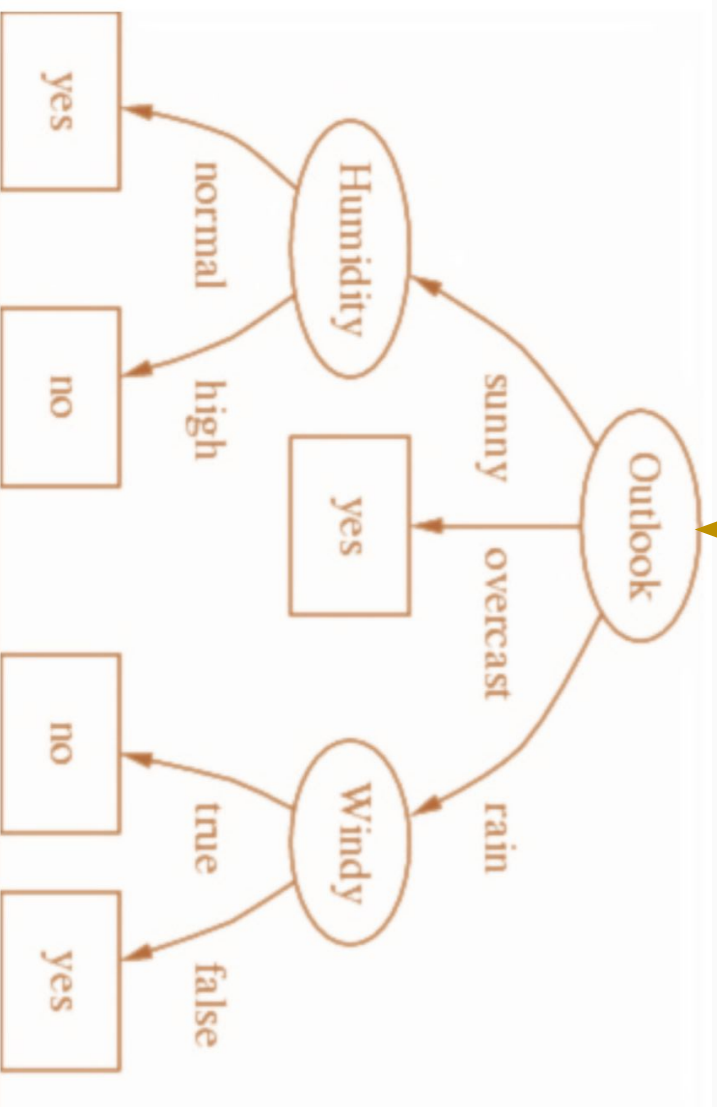 Outlook
sunny
overcast
rain
Humidity
yes
Windy
normal
high
true
false
yes
no
no
yes